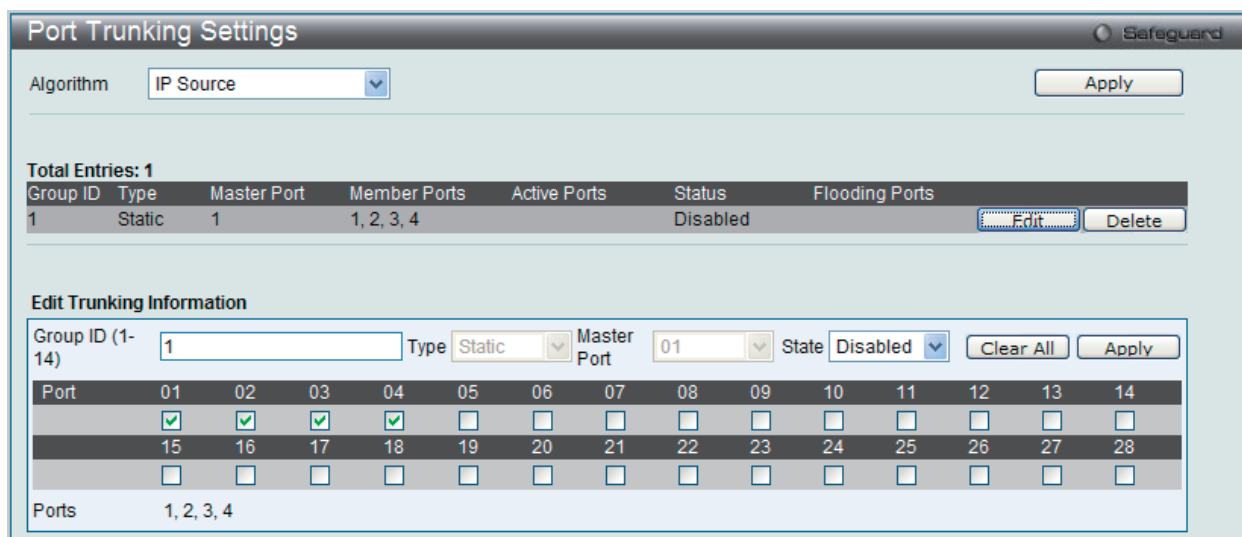 Port Trunking Settings Safeguard
Algorithm IP Source Apply
Total Entries: 1
Group ID Type Master Port Member Ports Active Ports Status Flooding Ports
1 Static 1 1, 2, 3, 4 Disabled Edit Delete
Edit Trunking Information
Group ID (1-
14) 1 Type Static Master
Port 01 State Disabled Clear All Apply
Port 01 02 03 04 05 06 07 08 09 10 11 12 13 14
15 16 17 18 19 20 21 22 23 24 25 26 27 28
Ports 1, 2, 3, 4